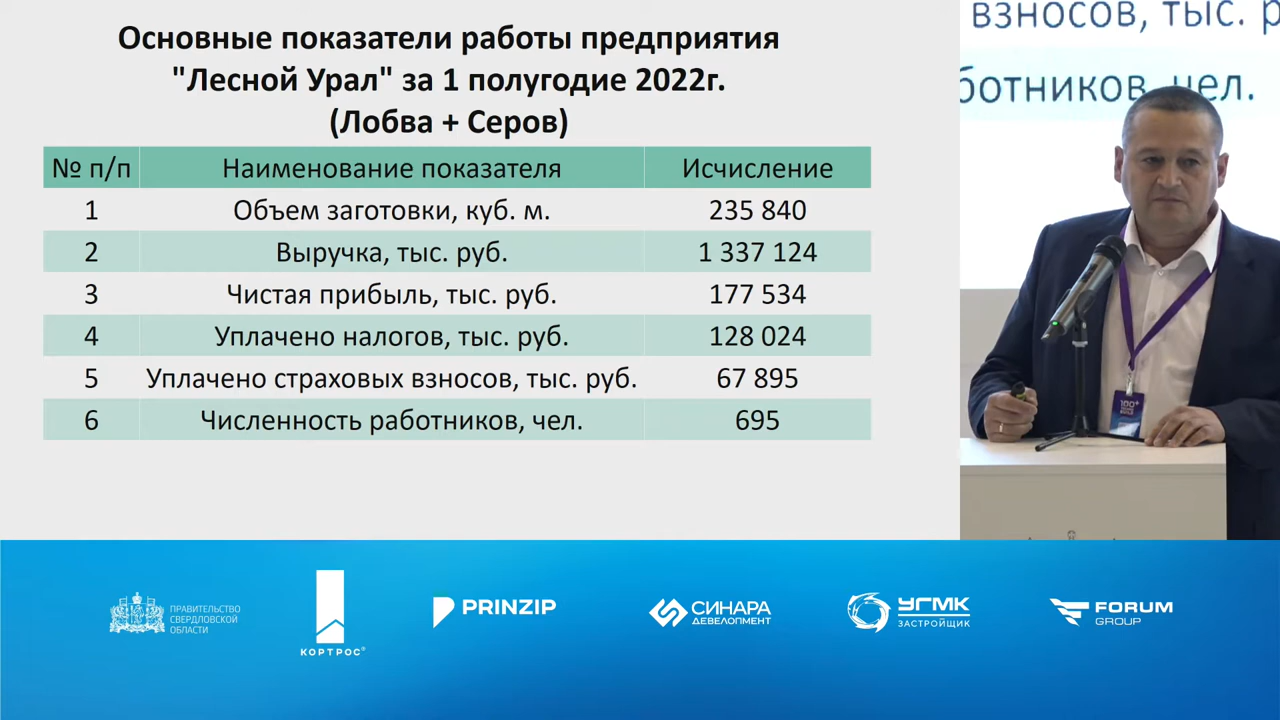 Основные показатели работы предприятия
"Лесной Урал" за 1 полугодие 2022г.
(Лобва + Серов)
№ п/п Наименование показателя Исчисление
1 Объем заготовки, куб. м. 235 840
2 Выручка, тыс. руб. 1 337 124
3 Чистая прибыль, тыс. руб. 177 534
4 Уплачено налогов, тыс. руб. 128 024
5 Уплачено страховых взносов, тыс. руб. 67 895
6 Численность работников, чел. 695
взносов, тыс. р
ботников, чел.
100+
ПРАВИТЕЛЬСТВО
СВЕРДЛОВСКОЙ
ОБЛАСТИ
КОРТРОС®
PRINZIP
СИНАРА
ДЕВЕЛОПМЕНТ
УГМК
ЗАСТРОЙЩИК
FORUM
GROUP